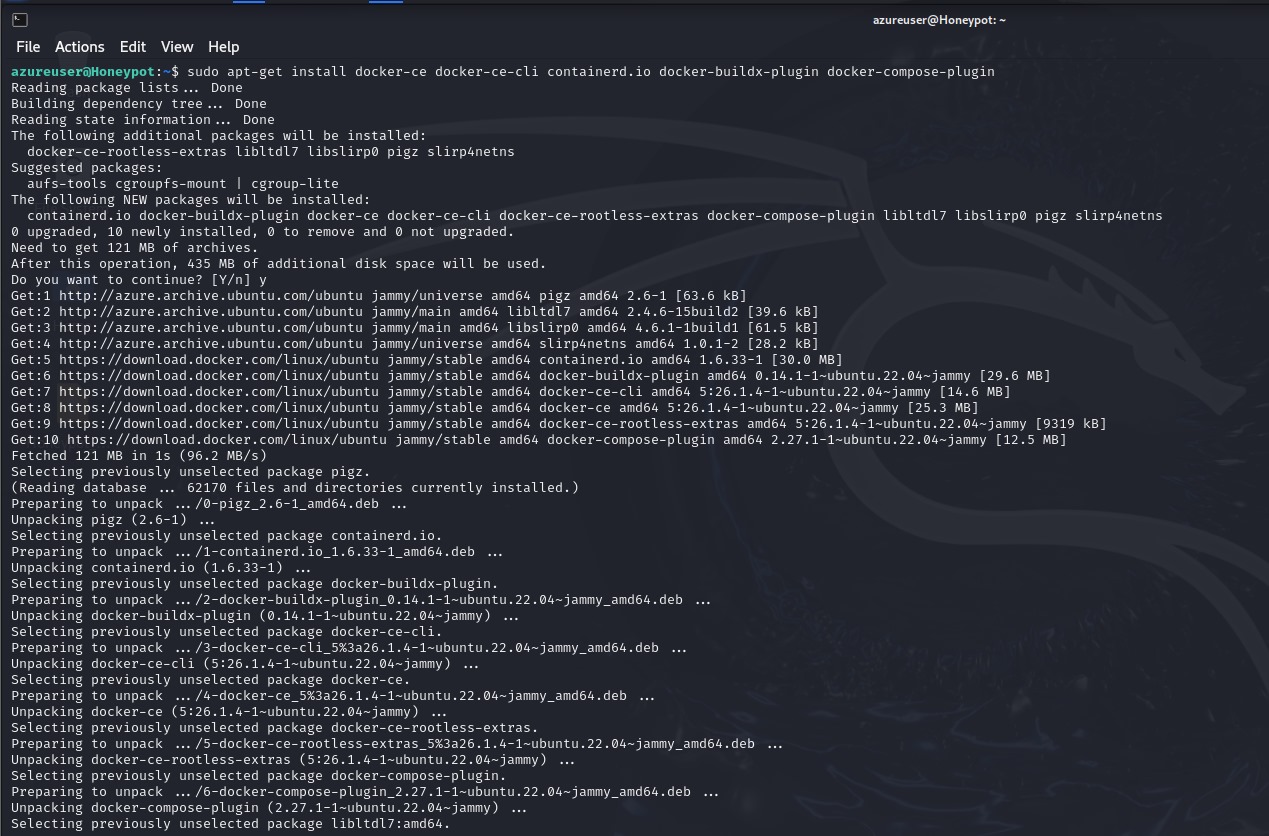 azureuser@Honeypot: ~
File Actions Edit View Help
azureuser@Honeypot:~$ sudo apt-get install docker-ce docker-ce-cli containerd.io docker-buildx-plugin docker-compose-plugin
Reading package lists... Done
Building dependency tree... Done
Reading state information... Done
The following additional packages will be installed:
  docker-ce-rootless-extras libltdl7 libslirp0 pigz slirp4netns
Suggested packages:
  aufs-tools cgroupfs-mount | cgroup-lite
The following NEW packages will be installed:
  containerd.io docker-buildx-plugin docker-ce docker-ce-cli docker-ce-rootless-extras docker-compose-plugin libltdl7 libslirp0 pigz slirp4netns
0 upgraded, 10 newly installed, 0 to remove and 0 not upgraded.
Need to get 121 MB of archives.
After this operation, 435 MB of additional disk space will be used.
Do you want to continue? [Y/n] y
Get:1 http://azure.archive.ubuntu.com/ubuntu jammy/universe amd64 pigz amd64 2.6-1 [63.6 kB]
Get:2 http://azure.archive.ubuntu.com/ubuntu jammy/main amd64 libltdl7 amd64 2.4.6-15build2 [39.6 kB]
Get:3 http://azure.archive.ubuntu.com/ubuntu jammy/main amd64 libslirp0 amd64 4.6.1-1build1 [61.5 kB]
Get:4 http://azure.archive.ubuntu.com/ubuntu jammy/universe amd64 slirp4netns amd64 1.0.1-2 [28.2 kB]
Get:5 https://download.docker.com/linux/ubuntu jammy/stable amd64 containerd.io amd64 1.6.33-1 [30.0 MB]
Get:6 https://download.docker.com/linux/ubuntu jammy/stable amd64 docker-buildx-plugin amd64 0.14.1-1~ubuntu.22.04~jammy [29.6 MB]
Get:7 https://download.docker.com/linux/ubuntu jammy/stable amd64 docker-ce-cli amd64 5:26.1.4-1~ubuntu.22.04~jammy [14.6 MB]
Get:8 https://download.docker.com/linux/ubuntu jammy/stable amd64 docker-ce amd64 5:26.1.4-1~ubuntu.22.04~jammy [25.3 MB]
Get:9 https://download.docker.com/linux/ubuntu jammy/stable amd64 docker-ce-rootless-extras amd64 5:26.1.4-1~ubuntu.22.04~jammy [9319 kB]
Get:10 https://download.docker.com/linux/ubuntu jammy/stable amd64 docker-compose-plugin amd64 2.27.1-1~ubuntu.22.04~jammy [12.5 MB]
Fetched 121 MB in 1s (96.2 MB/s)
Selecting previously unselected package pigz.
(Reading database ... 62170 files and directories currently installed.)
Preparing to unpack .../0-pigz_2.6-1_amd64.deb ...
Unpacking pigz (2.6-1) ...
Selecting previously unselected package containerd.io.
Preparing to unpack .../1-containerd.io_1.6.33-1_amd64.deb ...
Unpacking containerd.io (1.6.33-1) ...
Selecting previously unselected package docker-buildx-plugin.
Preparing to unpack .../2-docker-buildx-plugin_0.14.1-1~ubuntu.22.04~jammy_amd64.deb ...
Unpacking docker-buildx-plugin (0.14.1-1~ubuntu.22.04~jammy) ...
Selecting previously unselected package docker-ce-cli.
Preparing to unpack .../3-docker-ce-cli_5%3a26.1.4-1~ubuntu.22.04~jammy_amd64.deb ...
Unpacking docker-ce-cli (5:26.1.4-1~ubuntu.22.04~jammy) ...
Selecting previously unselected package docker-ce.
Preparing to unpack .../4-docker-ce_5%3a26.1.4-1~ubuntu.22.04~jammy_amd64.deb ...
Unpacking docker-ce (5:26.1.4-1~ubuntu.22.04~jammy) ...
Selecting previously unselected package docker-ce-rootless-extras.
Preparing to unpack .../5-docker-ce-rootless-extras_5%3a26.1.4-1~ubuntu.22.04~jammy_amd64.deb ...
Unpacking docker-ce-rootless-extras (5:26.1.4-1~ubuntu.22.04~jammy) ...
Selecting previously unselected package docker-compose-plugin.
Preparing to unpack .../6-docker-compose-plugin_2.27.1-1~ubuntu.22.04~jammy_amd64.deb ...
Unpacking docker-compose-plugin (2.27.1-1~ubuntu.22.04~jammy) ...
Selecting previously unselected package libltdl7:amd64.